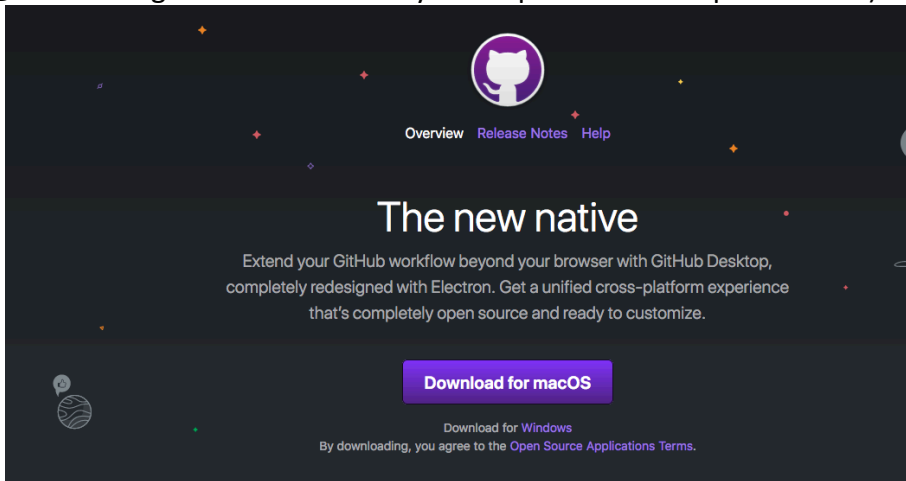 Overview Release Notes Help
The new native
Extend your GitHub workflow beyond your browser with GitHub Desktop,
completely redesigned with Electron. Get a unified cross-platform experience
that's completely open source and ready to customize.
Download for macOS
Download for Windows
By downloading, you agree to the Open Source Applications Terms.